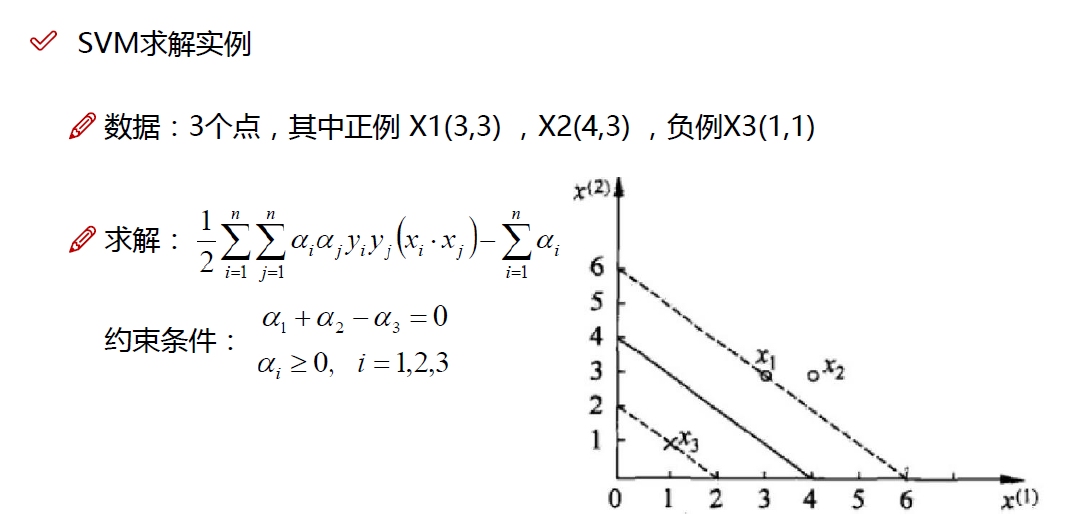 SVM求解实例
数据：3个点，其中正例 X1(3,3) ，X2(4,3) ，负例X3(1,1)
求解： \frac{1}{2}\sum_{i=1}^{n}\sum_{j=1}^{n}\alpha_i\alpha_j y_i y_j(x_i \cdot x_j)-\sum_{i=1}^{n}\alpha_i
约束条件： \alpha_1+\alpha_2-\alpha_3=0
\alpha_i \geq 0, i=1,2,3
x(2)
6
5
4
3
2
1
x1
x2
x3
0 1 2 3 4 5 6 x(1)